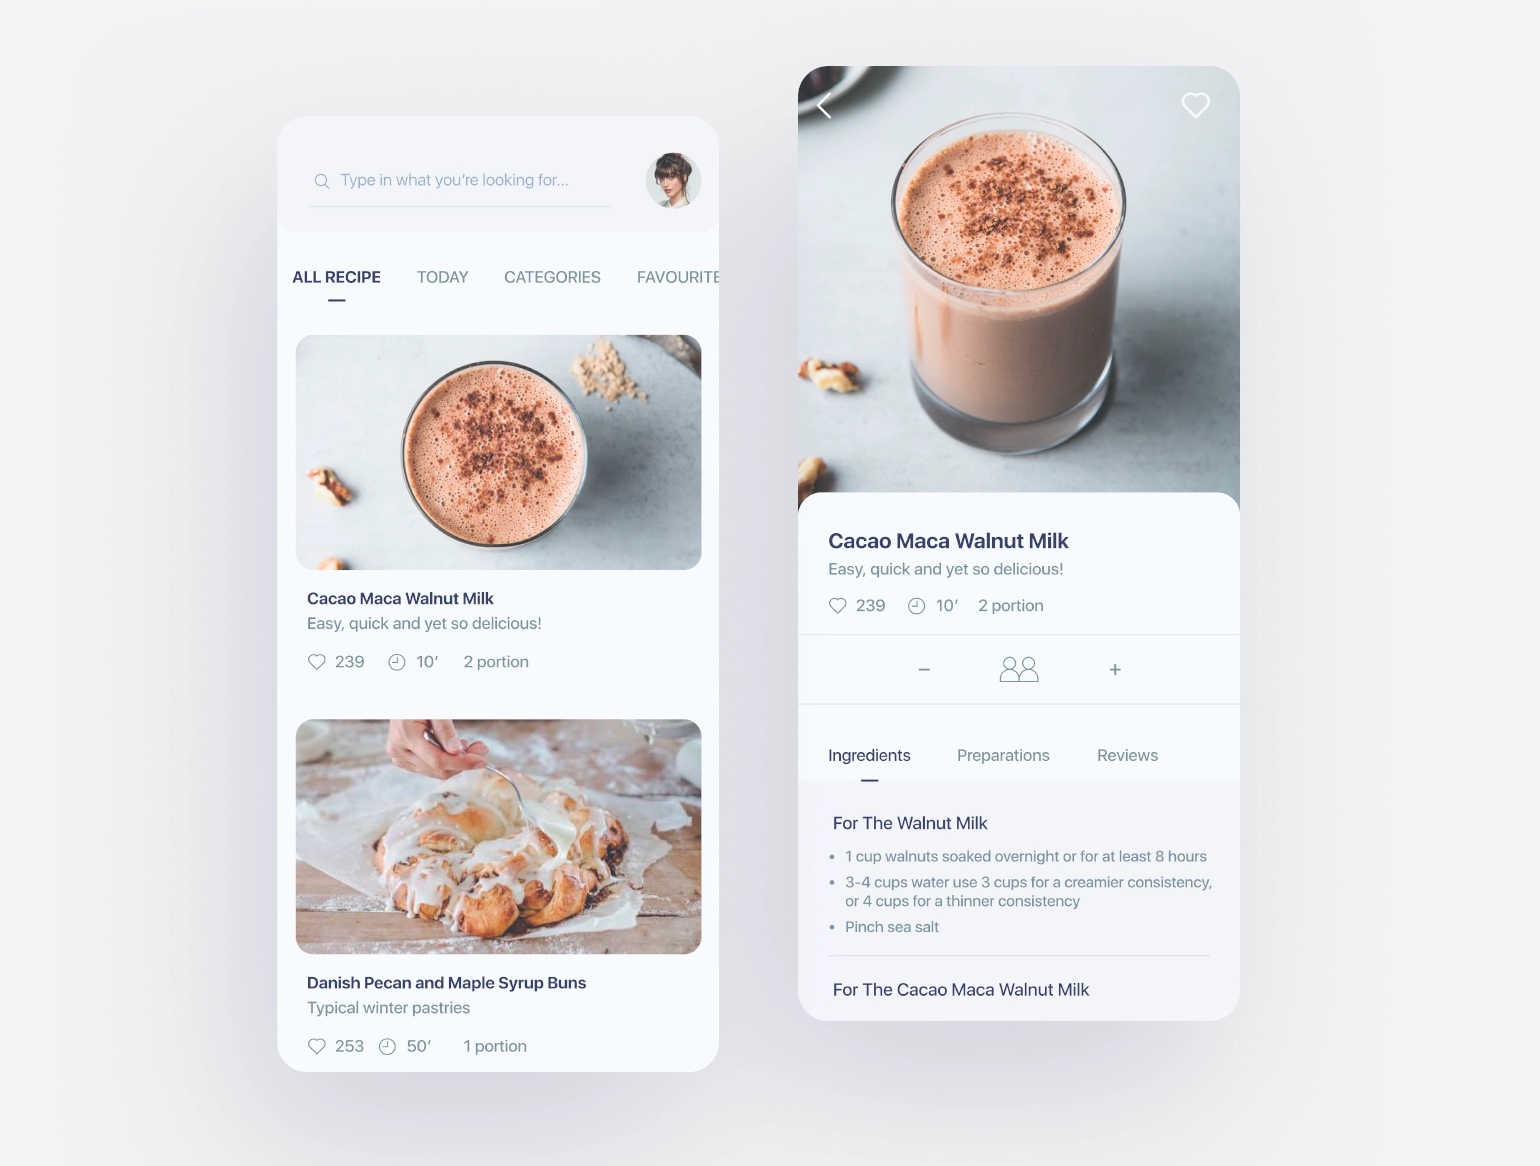 Type in what you're looking for...
ALL RECIPE TODAY CATEGORIES FAVOURITE
Cacao Maca Walnut Milk
Easy, quick and yet so delicious!
239 10' 2 portion
Danish Pecan and Maple Syrup Buns
Typical winter pastries
253 50' 1 portion
Cacao Maca Walnut Milk
Easy, quick and yet so delicious!
239 10' 2 portion
− +
Ingredients Preparations Reviews
For The Walnut Milk
• 1 cup walnuts soaked overnight or for at least 8 hours
• 3-4 cups water use 3 cups for a creamier consistency,
or 4 cups for a thinner consistency
• Pinch sea salt
For The Cacao Maca Walnut Milk